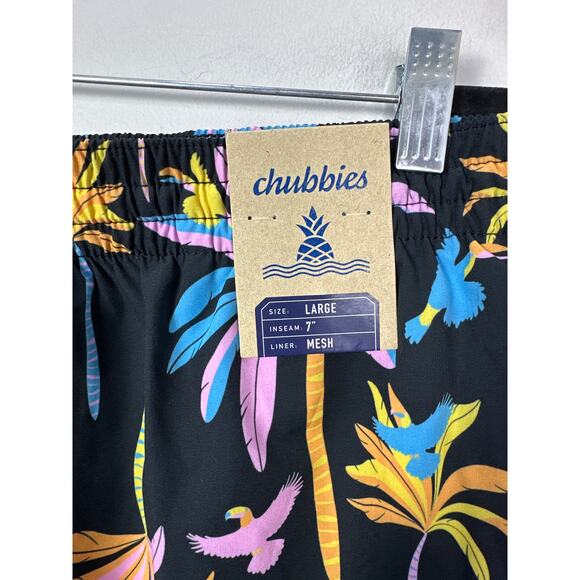 chubbies
SIZE: LARGE
INSEAM: 7"
LINER: MESH